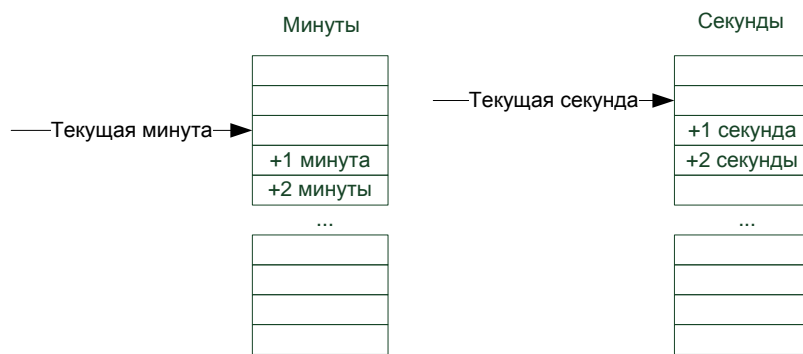 Минуты
Текущая минута
+1 минута
+2 минуты
...
Секунды
Текущая секунда
+1 секунда
+2 секунды
...